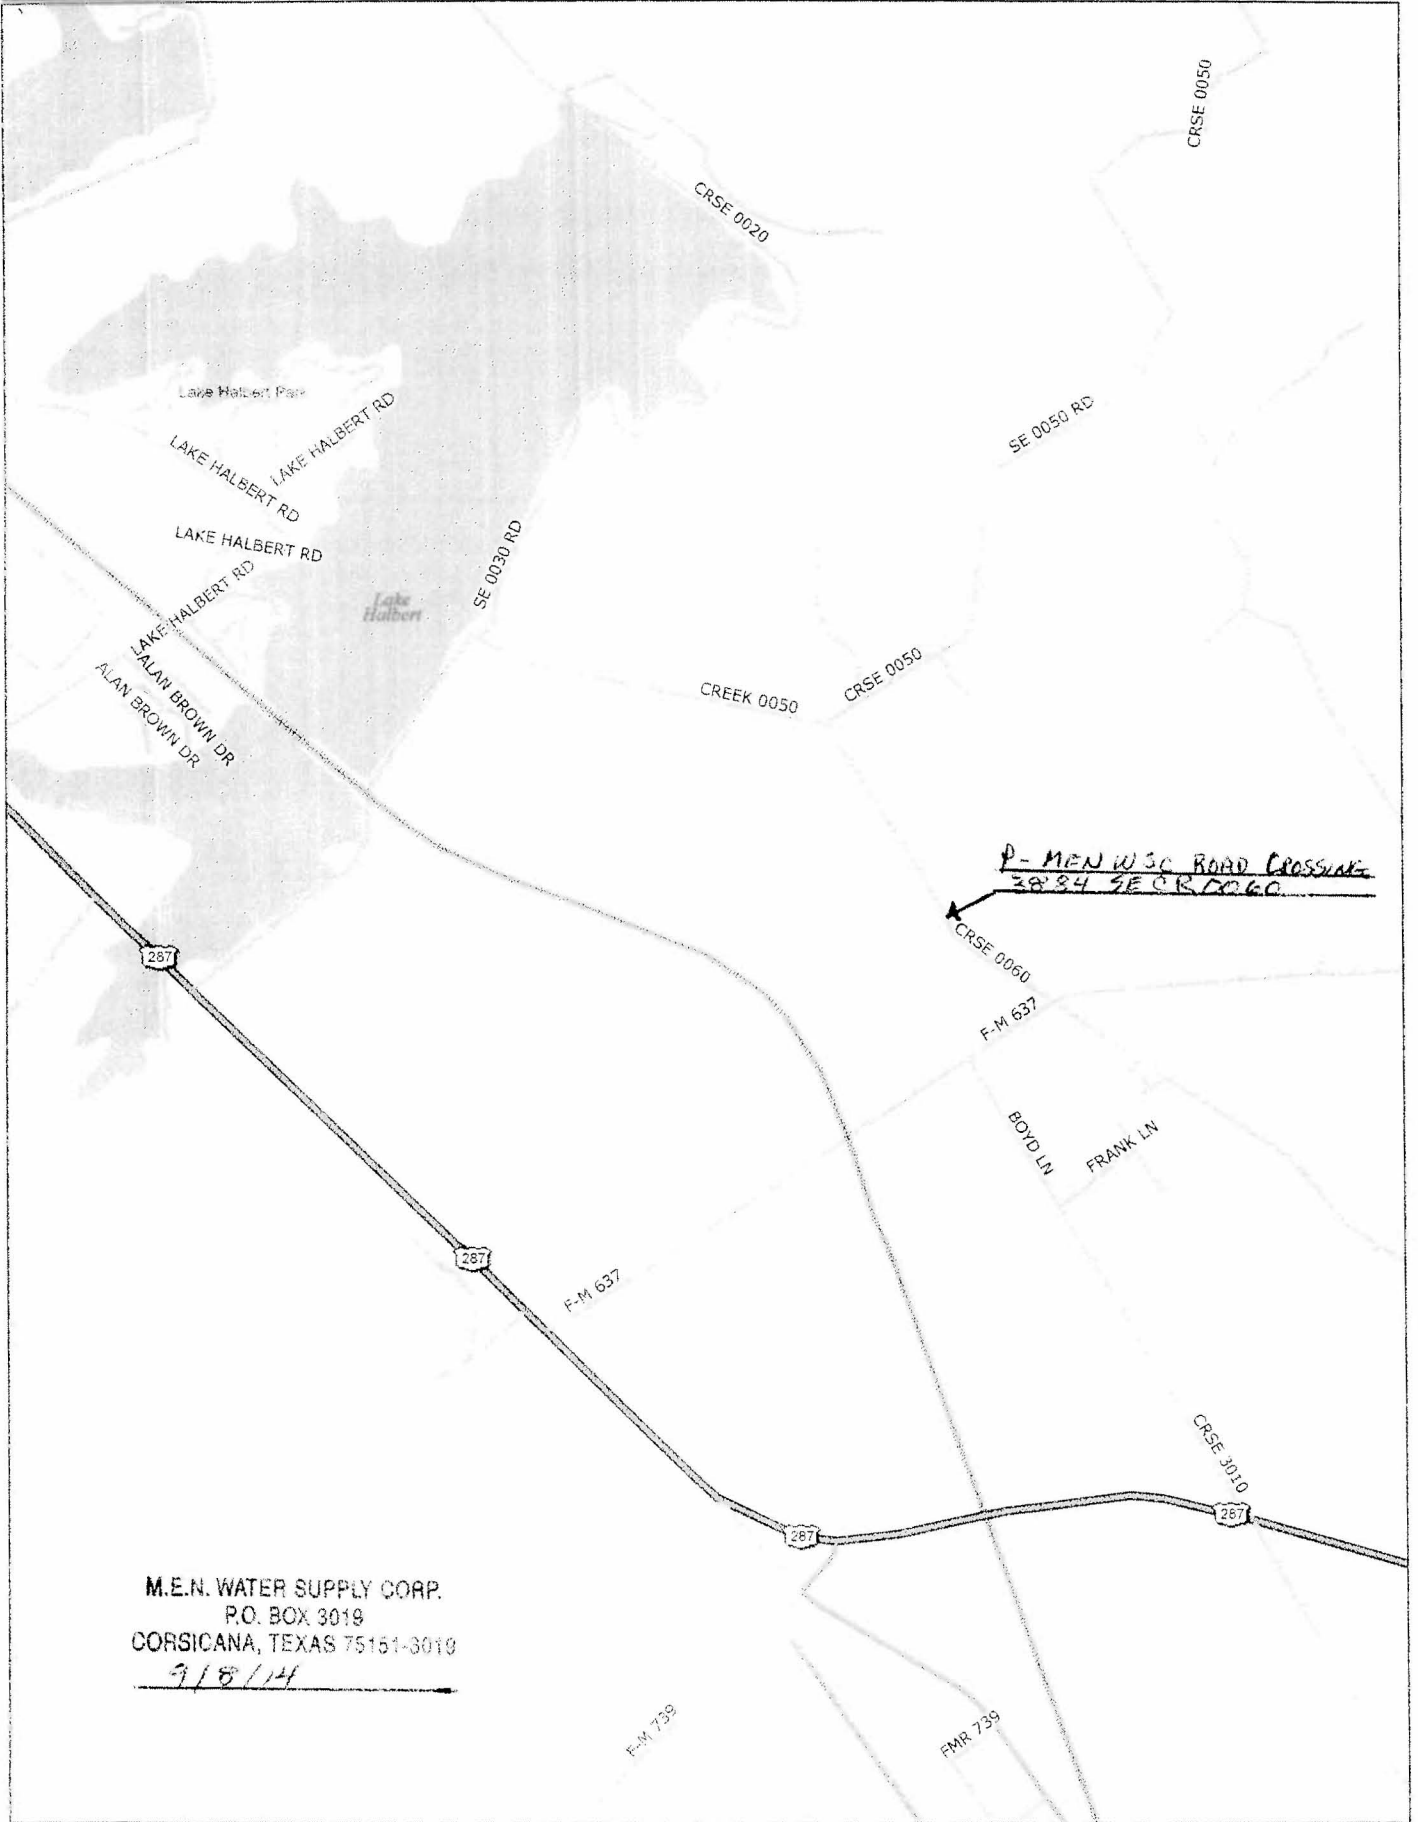 CRSE 0050
CRSE 0020
Lake Halbert Park
LAKE HALBERT RD
LAKE HALBERT RD
SE 0050 RD
LAKE HALBERT RD
SE 0030 RD
LAKE HALBERT RD
Lake
Halbert
ALAN BROWN DR
ALAN BROWN DR
CREEK 0050
CRSE 0050
P- MEN WSC ROAD CROSSING
3884 SE CR 0060
CRSE 0060
287
F-M 637
BOYD LN
FRANK LN
287
F-M 637
CRSE 3010
287
287
M.E.N. WATER SUPPLY CORP.
P.O. BOX 3019
CORSICANA, TEXAS 75151-3019
9/8/14
F-M 739
FMR 739